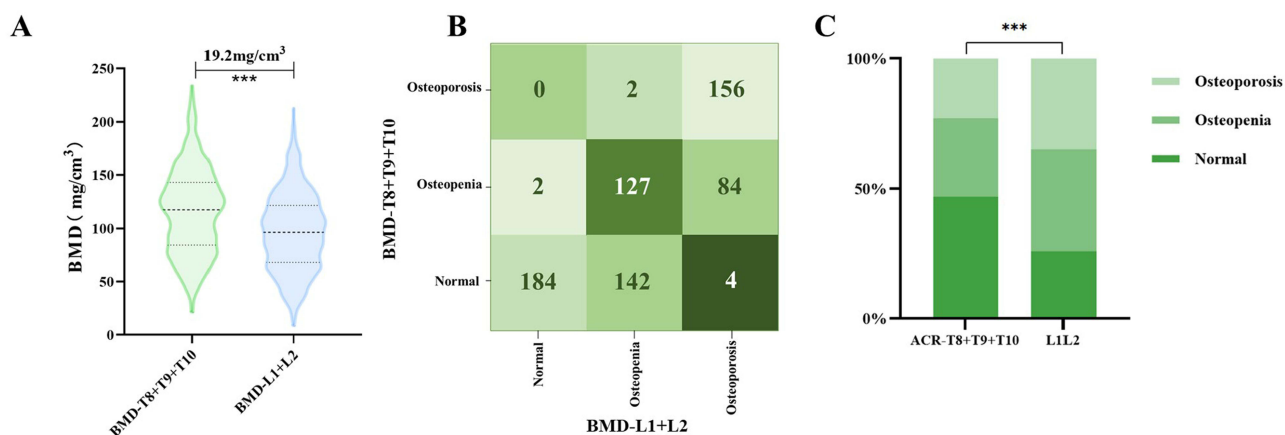 A
19.2mg/cm³
***
BMD ( mg/cm³)
250
200
150
100
50
0
BMD-T8+T9+T10
BMD-L1+L2
B
BMD-T8+T9+T10
Osteoporosis
0 2 156
Osteopenia
2 127 84
Normal
184 142 4
Normal
Osteopenia
Osteoporosis
BMD-L1+L2
C
***
100%
50%
0%
ACR-T8+T9+T10
L1L2
Osteoporosis
Osteopenia
Normal